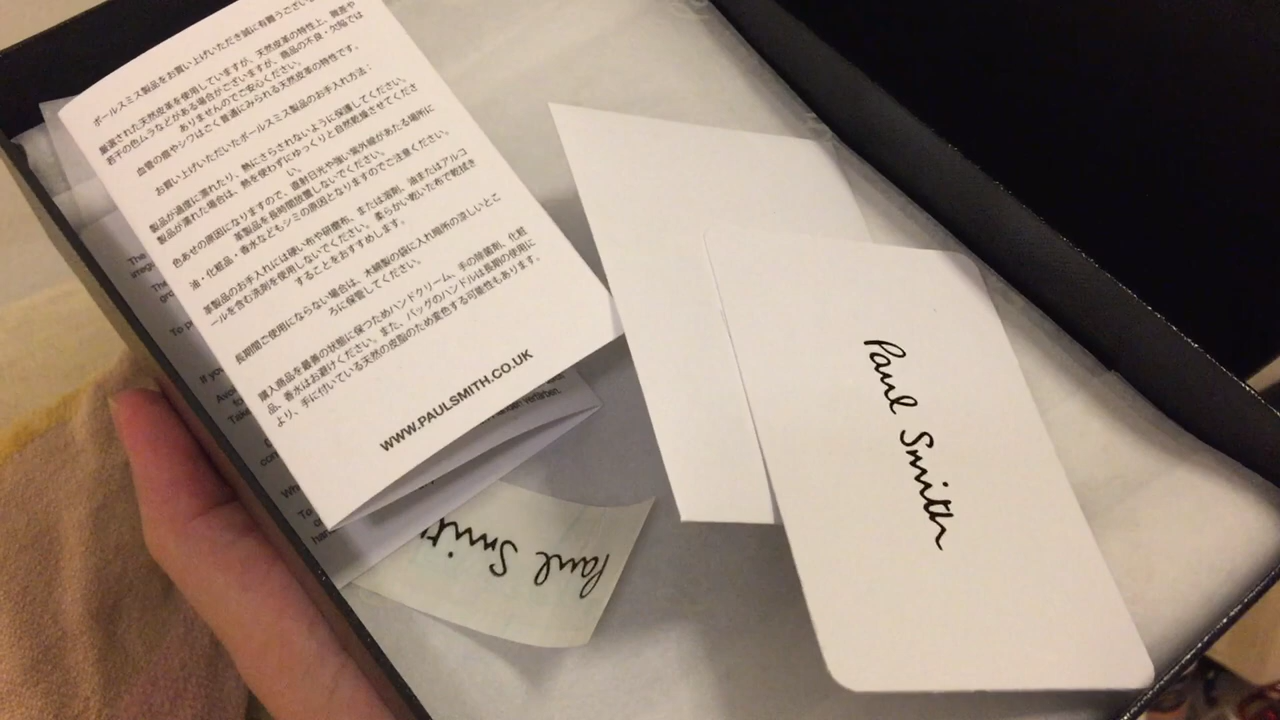 ポールスミス製品をお買い上げいただき誠に有難うござい
厳選された天然皮革を使用していますが、天然皮革の特性上、微差や
若干の色ムラなどがある場合がございますが、商品の不良・欠陥では
ありませんのでご安心ください。
血管の痕やシワはごく普通にみられる天然皮革の特性です。
お買い上げいただいたポールスミス製品のお手入れ方法：
製品が過度に濡れたり、熱にさらされないように保護してください。
製品が濡れた場合は、熱を使わずにゆっくりと自然乾燥させてくださ
い。
色あせの原因になりますので、直射日光や強い紫外線があたる場所に
革製品を長時間放置しないでください。
油・化粧品・香水などもシミの原因となりますのでご注意ください。
革製品のお手入れには硬い布や研磨布、または溶剤、油またはアルコ
ールを含む洗剤を使用しないでください。柔らかい乾いた布で乾拭き
することをおすすめします。
長期間ご使用にならない場合は、木綿製の袋に入れ暗所の涼しいとこ
ろに保管してください。
購入商品を最善の状態に保つためハンドクリーム、手の除菌剤、化粧
品、香水はお避けください。また、バッグのハンドルは長期の使用に
より、手に付いている天然の皮脂のため変色する可能性もあります。
WWW.PAULSMITH.CO.UK
The
To p
If you
Take
To
verfärben.
Paul Smit
Paul Smith